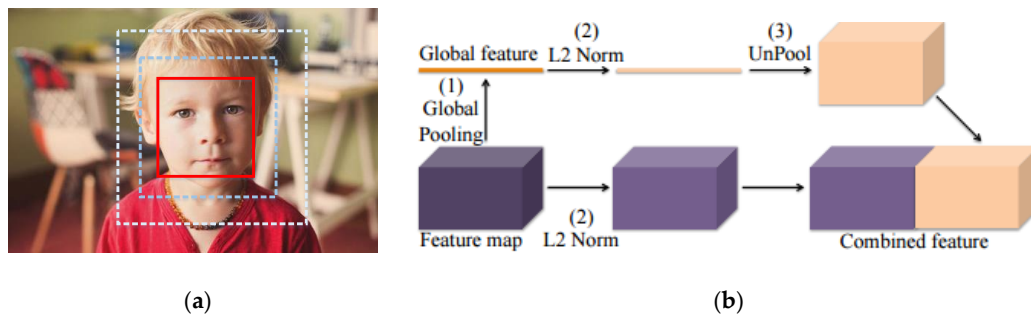 (2)
Global feature L2 Norm
(3)
UnPool
(1)
Global
Pooling
Feature map
(2)
L2 Norm
Combined feature
(a)
(b)